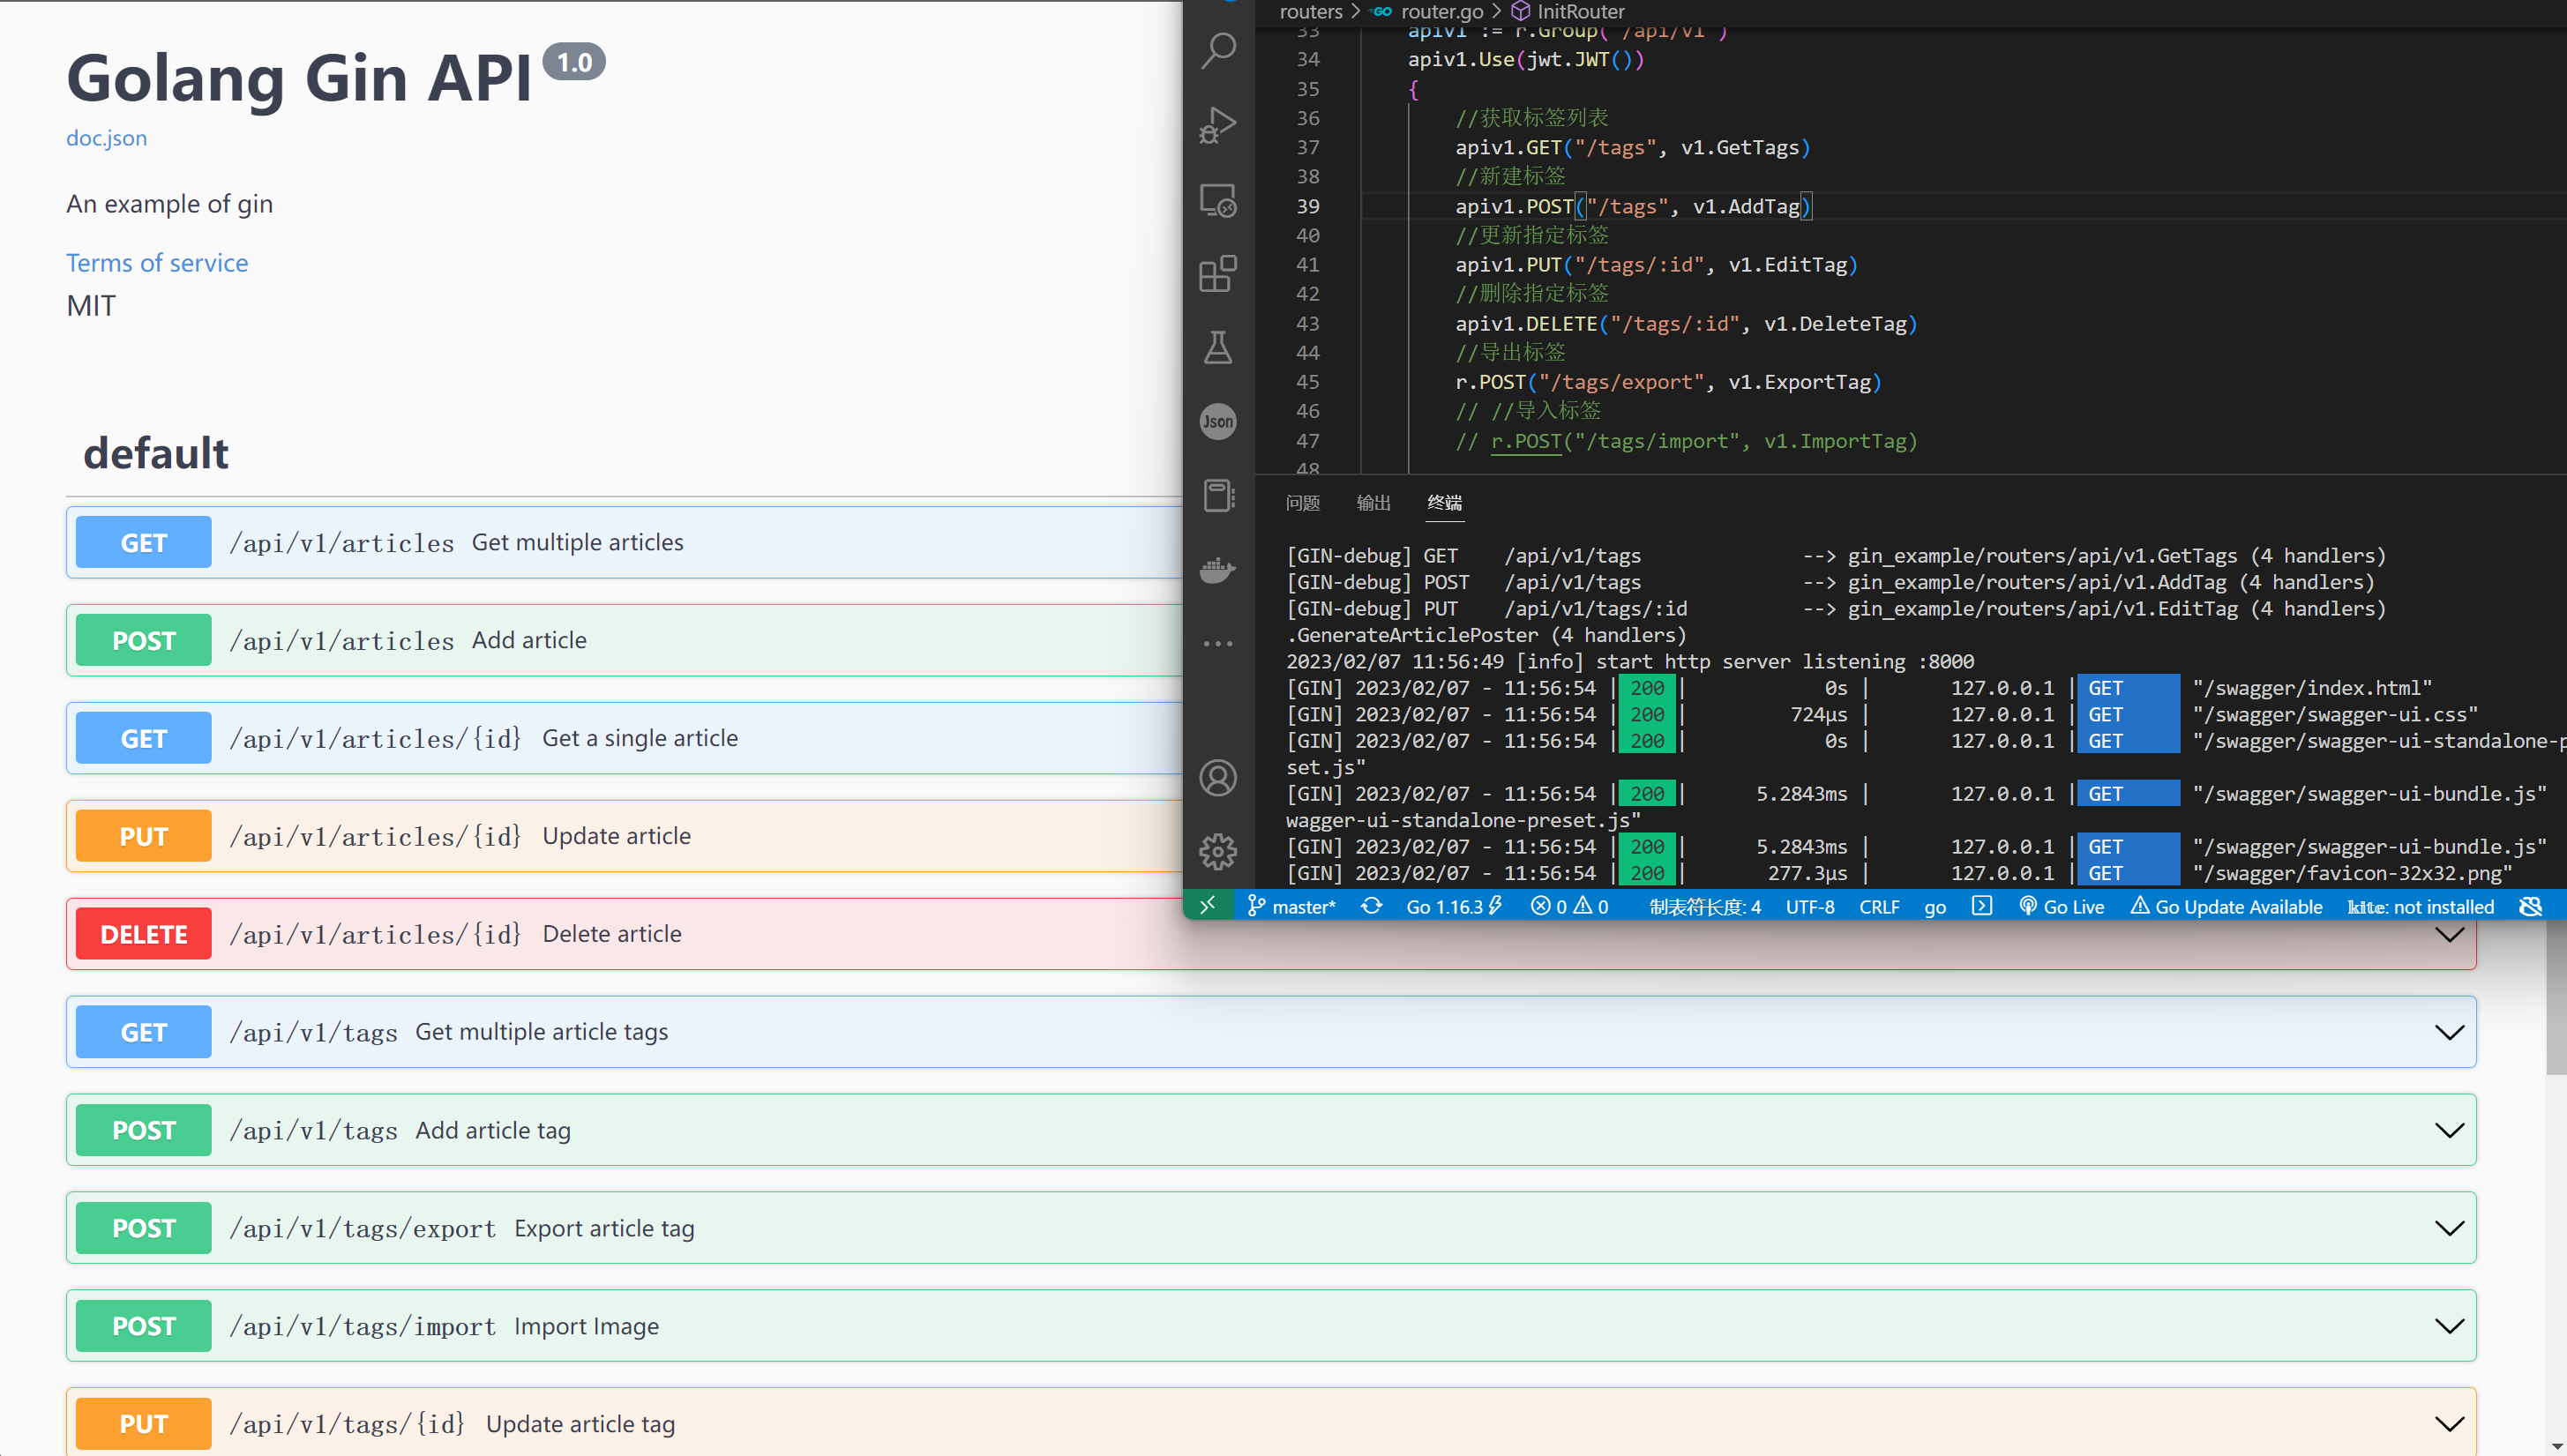 Golang Gin API 1.0
doc.json
An example of gin
Terms of service
MIT
default
GET /api/v1/articles Get multiple articles
POST /api/v1/articles Add article
GET /api/v1/articles/{id} Get a single article
PUT /api/v1/articles/{id} Update article
DELETE /api/v1/articles/{id} Delete article
GET /api/v1/tags Get multiple article tags
POST /api/v1/tags Add article tag
POST /api/v1/tags/export Export article tag
POST /api/v1/tags/import Import Image
PUT /api/v1/tags/{id} Update article tag
routers > GO router.go > InitRouter
33 apiv1 := r.Group("/api/v1")
34 apiv1.Use(jwt.JWT())
35 {
36 //获取标签列表
37 apiv1.GET("/tags", v1.GetTags)
38 //新建标签
39 apiv1.POST("/tags", v1.AddTag)
40 //更新指定标签
41 apiv1.PUT("/tags/:id", v1.EditTag)
42 //删除指定标签
43 apiv1.DELETE("/tags/:id", v1.DeleteTag)
44 //导出标签
45 r.POST("/tags/export", v1.ExportTag)
46 // //导入标签
47 // r.POST("/tags/import", v1.ImportTag)
48
Json
问题 输出 终端
[GIN-debug] GET /api/v1/tags --> gin_example/routers/api/v1.GetTags (4 handlers)
[GIN-debug] POST /api/v1/tags --> gin_example/routers/api/v1.AddTag (4 handlers)
[GIN-debug] PUT /api/v1/tags/:id --> gin_example/routers/api/v1.EditTag (4 handlers)
.GenerateArticlePoster (4 handlers)
2023/02/07 11:56:49 [info] start http server listening :8000
[GIN] 2023/02/07 - 11:56:54 | 200 | 0s | 127.0.0.1 | GET "/swagger/index.html"
[GIN] 2023/02/07 - 11:56:54 | 200 | 724µs | 127.0.0.1 | GET "/swagger/swagger-ui.css"
[GIN] 2023/02/07 - 11:56:54 | 200 | 0s | 127.0.0.1 | GET "/swagger/swagger-ui-standalone-p
set.js"
[GIN] 2023/02/07 - 11:56:54 | 200 | 5.2843ms | 127.0.0.1 | GET "/swagger/swagger-ui-bundle.js"
wagger-ui-standalone-preset.js"
[GIN] 2023/02/07 - 11:56:54 | 200 | 5.2843ms | 127.0.0.1 | GET "/swagger/swagger-ui-bundle.js"
[GIN] 2023/02/07 - 11:56:54 | 200 | 277.3µs | 127.0.0.1 | GET "/swagger/favicon-32x32.png"
master* Go 1.16.3 0 0 制表符长度: 4 UTF-8 CRLF go Go Live Go Update Available kite: not installed